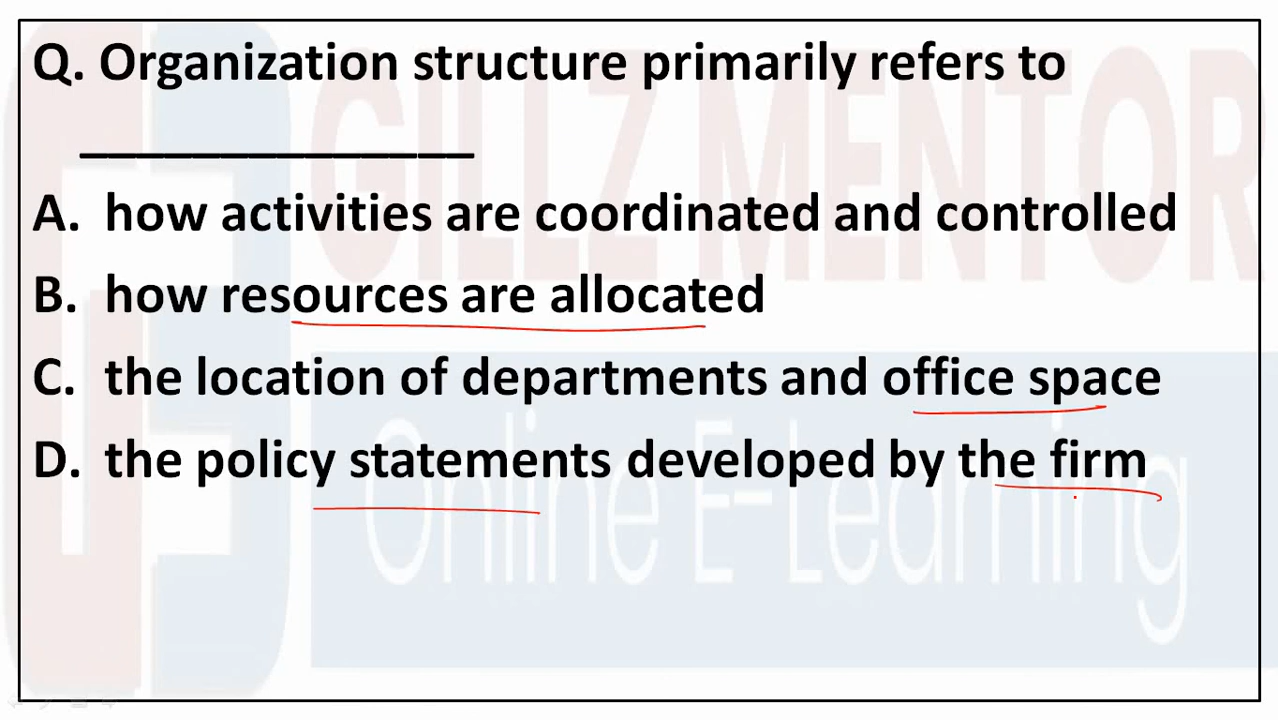 Q. Organization structure primarily refers to
______________
A. how activities are coordinated and controlled
B. how resources are allocated
C. the location of departments and office space
D. the policy statements developed by the firm
GILLZ MENTOR
Online E-Learning